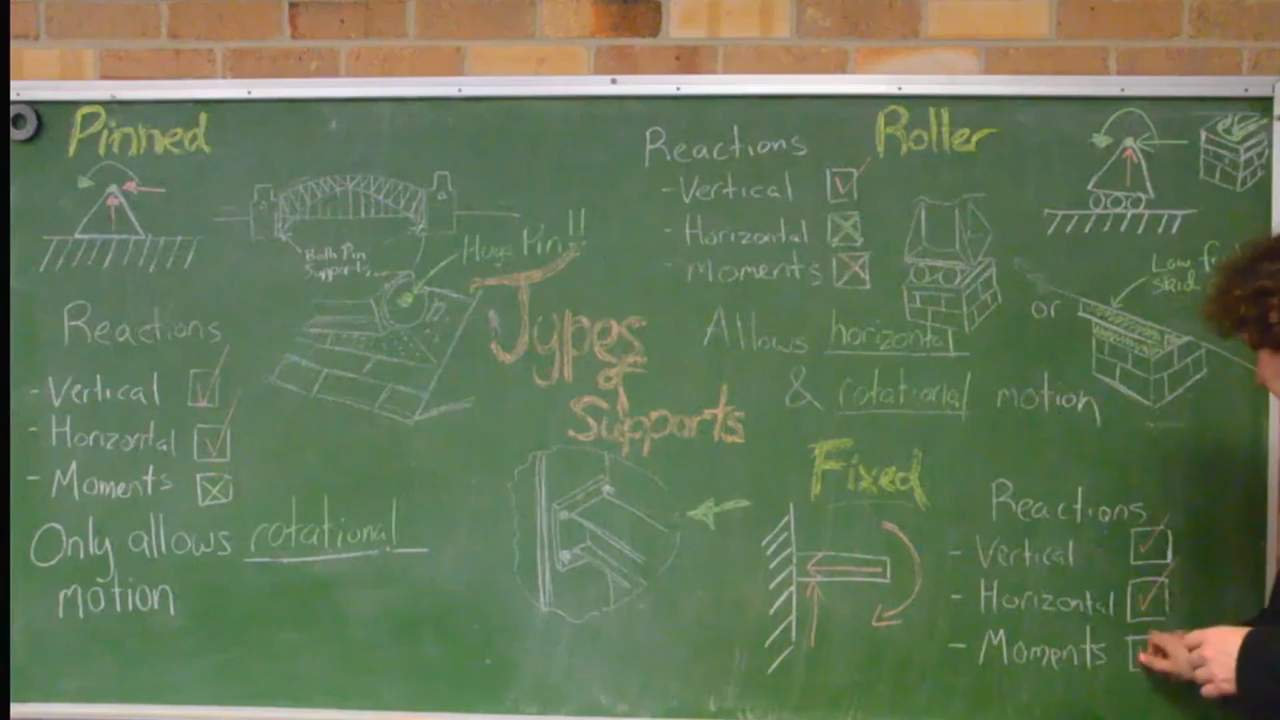 Pinned
Both Pin
Supports
Huge Pin!!
Reactions
- Vertical
- Horizontal
- Moments
Only allows rotational
motion
Types
of
Supports
Roller
Reactions
- Vertical
- Horizontal
- Moments
Allows horizontal
& rotational motion
or
Low
skid
Fixed
Reactions
- Vertical
- Horizontal
- Moments